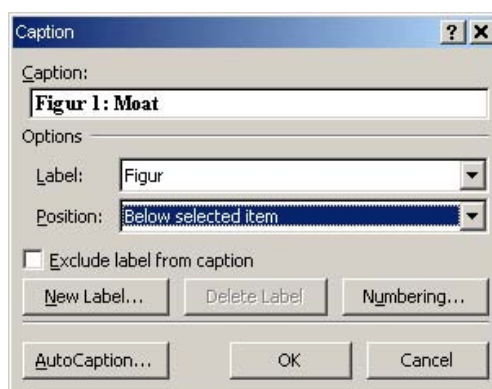 Caption
Caption:
Figur 1: Moat
Options
Label: Figur
Position: Below selected item
Exclude label from caption
New Label... Delete Label Numbering...
AutoCaption... OK Cancel